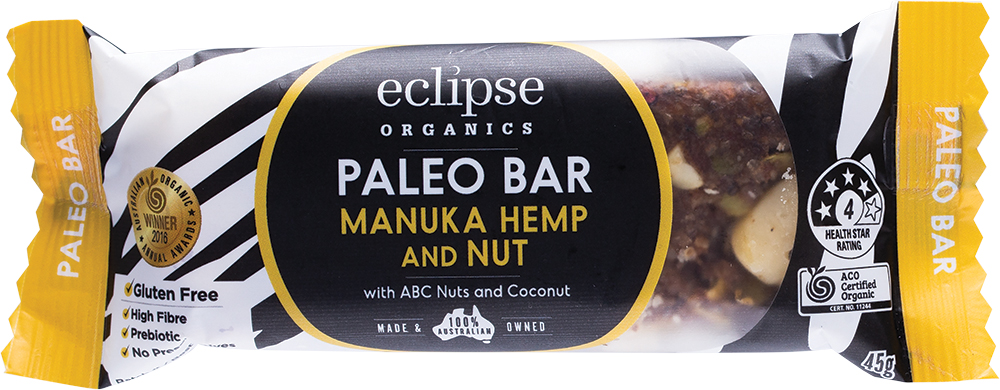 PALEO BAR
AUSTRALIAN ORGANIC
WINNER
2016
ANNUAL AWARDS
Gluten Free
High Fibre
Prebiotic
No
eclipse
ORGANICS
PALEO BAR
MANUKA HEMP
AND NUT
with ABC Nuts and Coconut
MADE & 100% AUSTRALIAN OWNED
4
HEALTH STAR
RATING
ACO
Certified
Organic
CERT. NO. 11244
45g
PALEO BAR